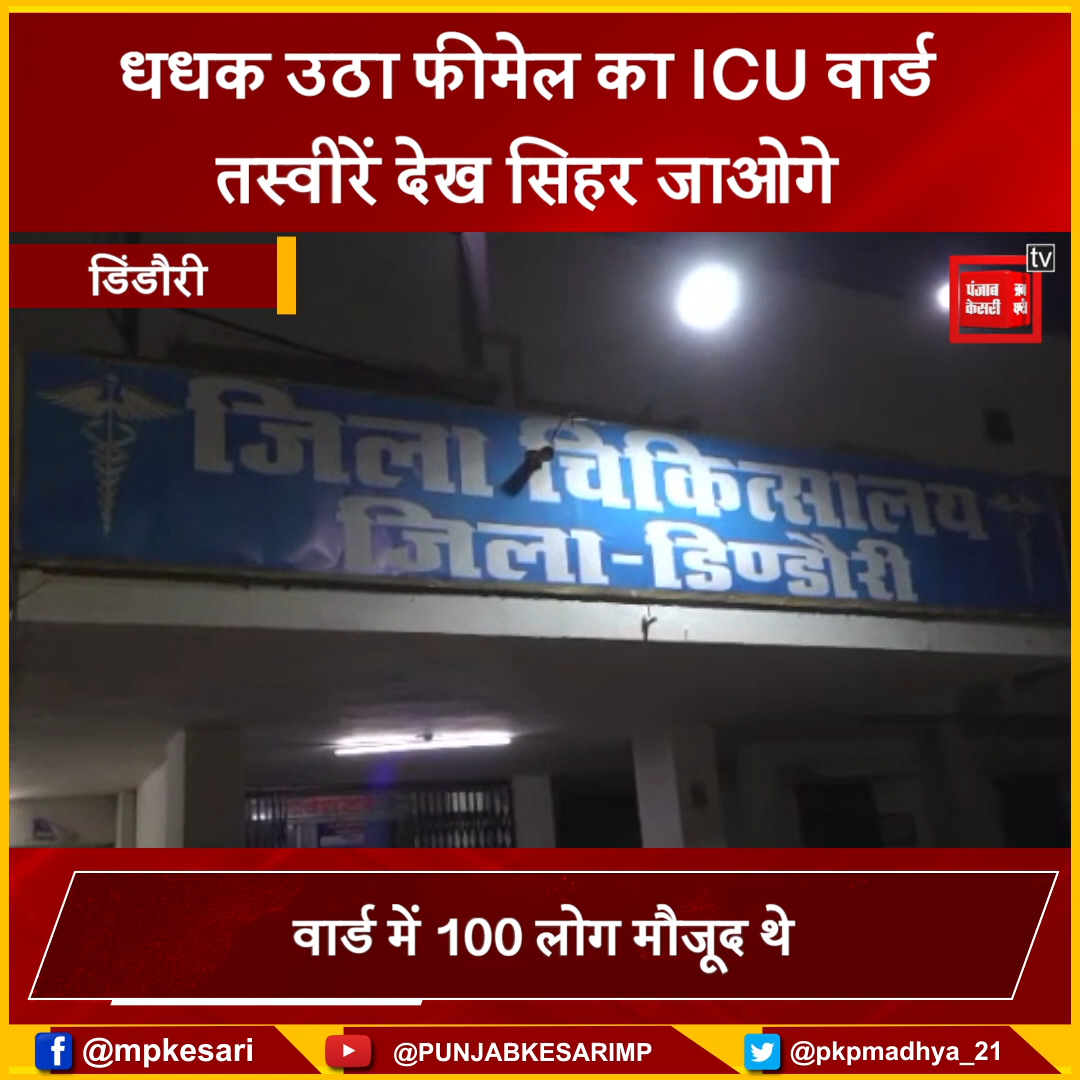 धधक उठा फीमेल का ICU वार्ड
तस्वीरें देख सिहर जाओगे
डिंडौरी
tv
पंजाब
केसरी
जिला चिकित्सालय
जिला-डिण्डौरी
वार्ड में 100 लोग मौजूद थे
@mpkesari
@PUNJABKESARIMP
@pkpmadhya_21